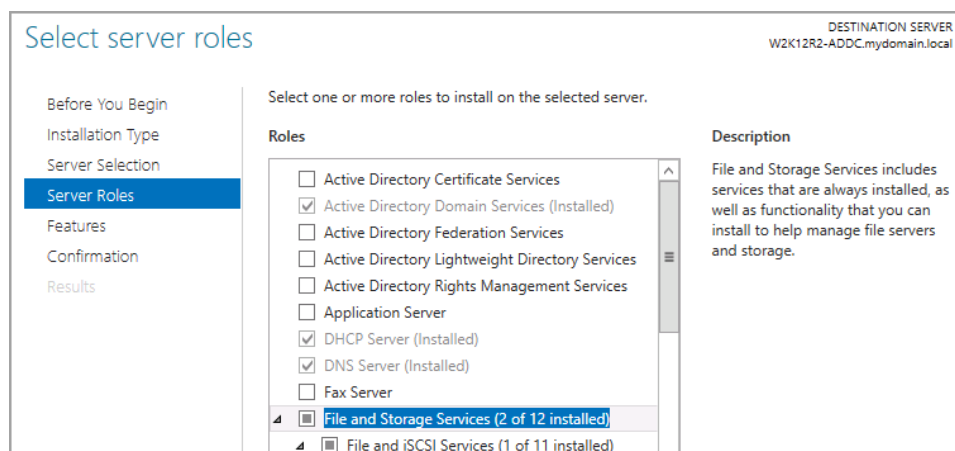 Select server roles
DESTINATION SERVER
W2K12R2-ADDC.mydomain.local
Before You Begin
Installation Type
Server Selection
Server Roles
Features
Confirmation
Results
Select one or more roles to install on the selected server.
Roles
Active Directory Certificate Services
Active Directory Domain Services (Installed)
Active Directory Federation Services
Active Directory Lightweight Directory Services
Active Directory Rights Management Services
Application Server
DHCP Server (Installed)
DNS Server (Installed)
Fax Server
File and Storage Services (2 of 12 installed)
File and iSCSI Services (1 of 11 installed)
Description
File and Storage Services includes
services that are always installed, as
well as functionality that you can
install to help manage file servers
and storage.